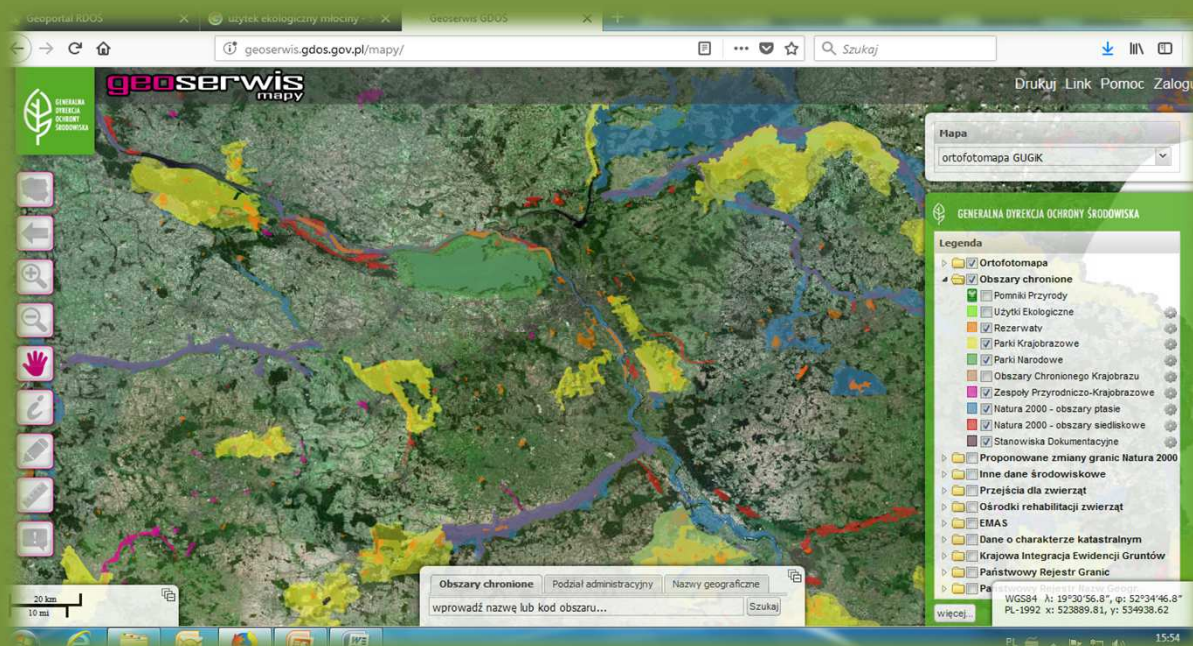 Geoportal RDOS
użytek ekologiczny młociny - S
Geoserwis GDOŚ
geoserwis.gdos.gov.pl/mapy/
Szukaj
GENERALNA
DYREKCJA
OCHRONY
ŚRODOWISKA
geoserwis
mapy
Drukuj Link Pomoc Zalogu
Mapa
ortofotomapa GUGiK
GENERALNA DYREKCJA OCHRONY ŚRODOWISKA
Legenda
Ortofotomapa
Obszary chronione
Pomniki Przyrody
Użytki Ekologiczne
Rezerwaty
Parki Krajobrazowe
Parki Narodowe
Obszary Chronionego Krajobrazu
Zespoły Przyrodniczo-Krajobrazowe
Natura 2000 - obszary ptasie
Natura 2000 - obszary siedliskowe
Stanowiska Dokumentacyjne
Proponowane zmiany granic Natura 2000
Inne dane środowiskowe
Przejścia dla zwierząt
Ośrodki rehabilitacji zwierząt
EMAS
Dane o charakterze katastralnym
Krajowa Integracja Ewidencji Gruntów
Państwowy Rejestr Granic
Państwowy Rejestr Nazw Geogr
więcej...
WGS84 λ: 19°30'56.8", φ: 52°34'46.8"
PL-1992 x: 523889.81, y: 534938.62
20 km
10 mi
Obszary chronione
Podział administracyjny
Nazwy geograficzne
wprowadź nazwę lub kod obszaru...
Szukaj
PL
15:54